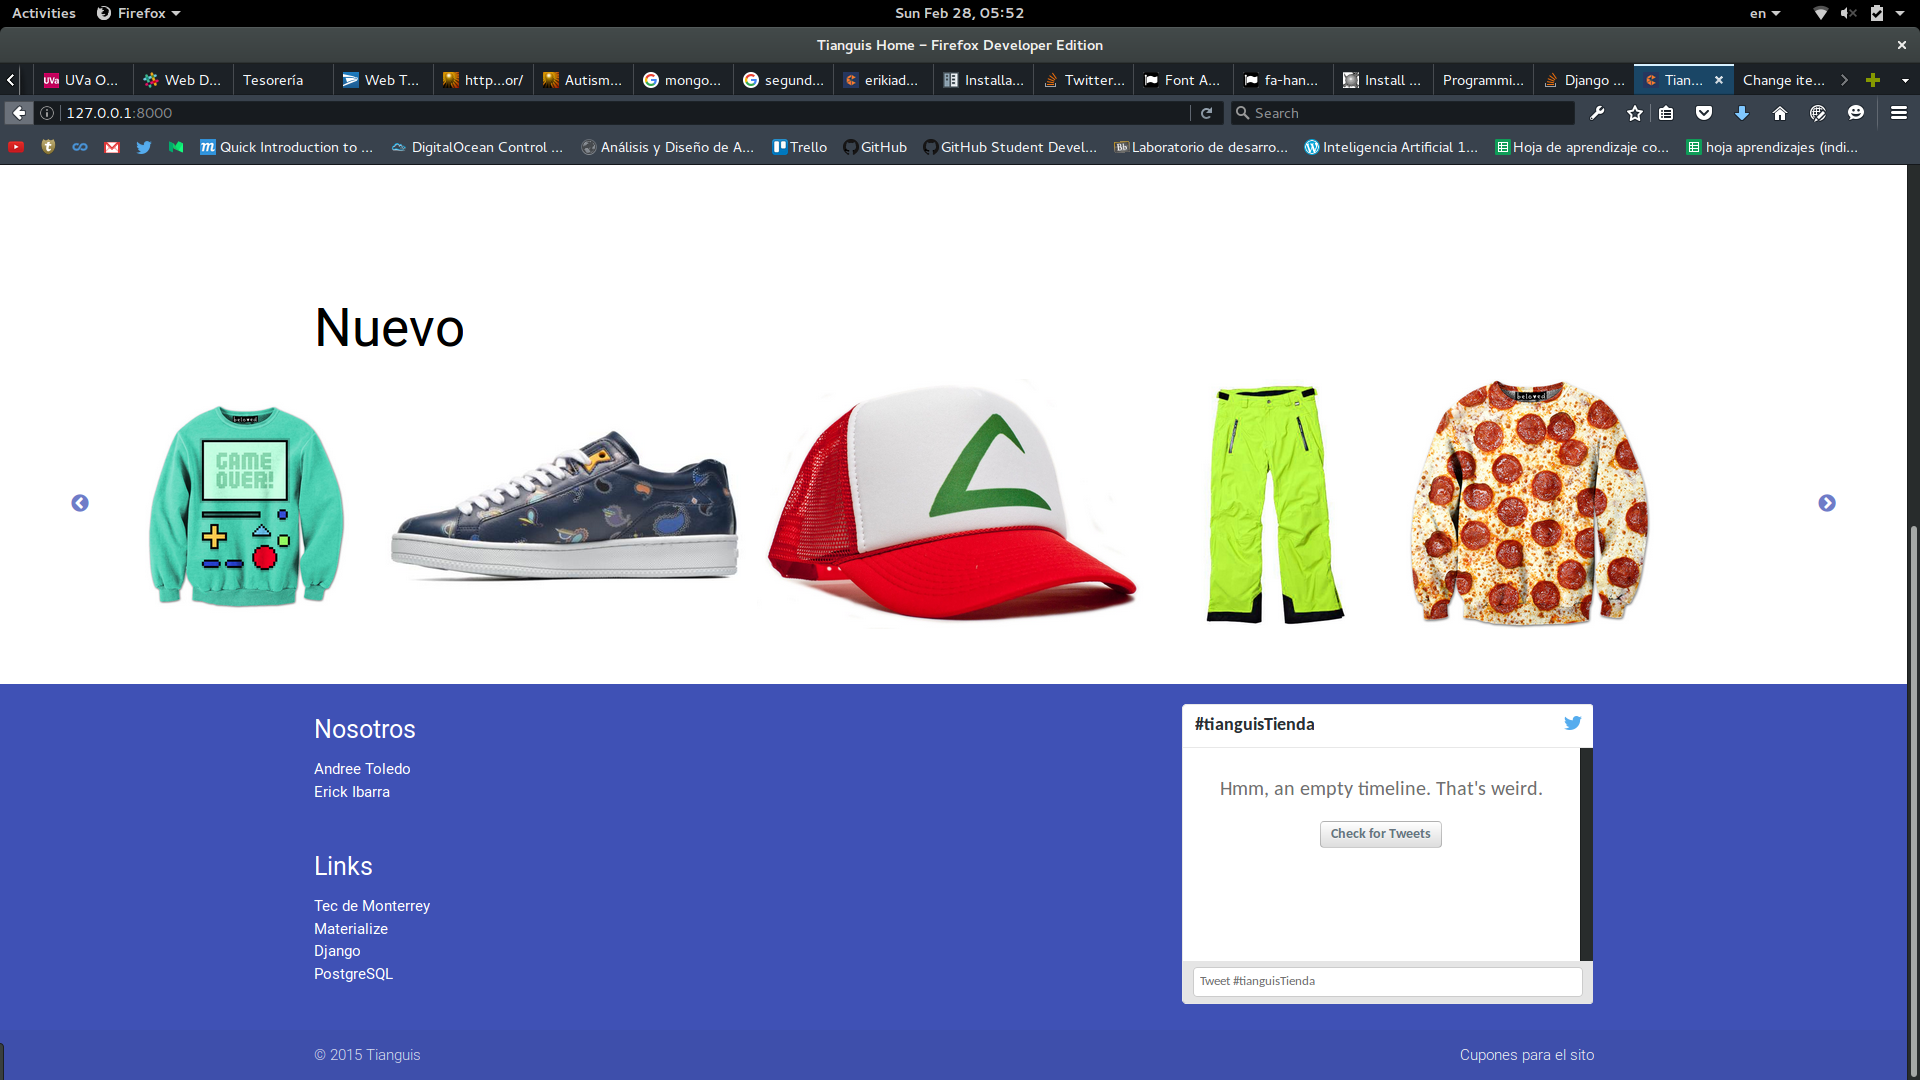 Activities Firefox Sun Feb 28, 05:52 en
Tianguis Home – Firefox Developer Edition
UVa O... Web D... Tesorería Web T... http...or/ Autism... mongo... segund... erikiad... Installa... Twitter... Font A... fa-han... Install ... Programmi... Django ... Tian... Change ite...
127.0.0.1:8000 Search
Quick Introduction to ... DigitalOcean Control ... Análisis y Diseño de A... Trello GitHub GitHub Student Devel... Laboratorio de desarro... Inteligencia Artificial 1... Hoja de aprendizaje co... hoja aprendizajes (indi...
Nuevo
beloved
GAME
OVER!
beloved
Nosotros
Andree Toledo
Erick Ibarra
Links
Tec de Monterrey
Materialize
Django
PostgreSQL
#tianguisTienda
Hmm, an empty timeline. That's weird.
Check for Tweets
Tweet #tianguisTienda
© 2015 Tianguis
Cupones para el sito